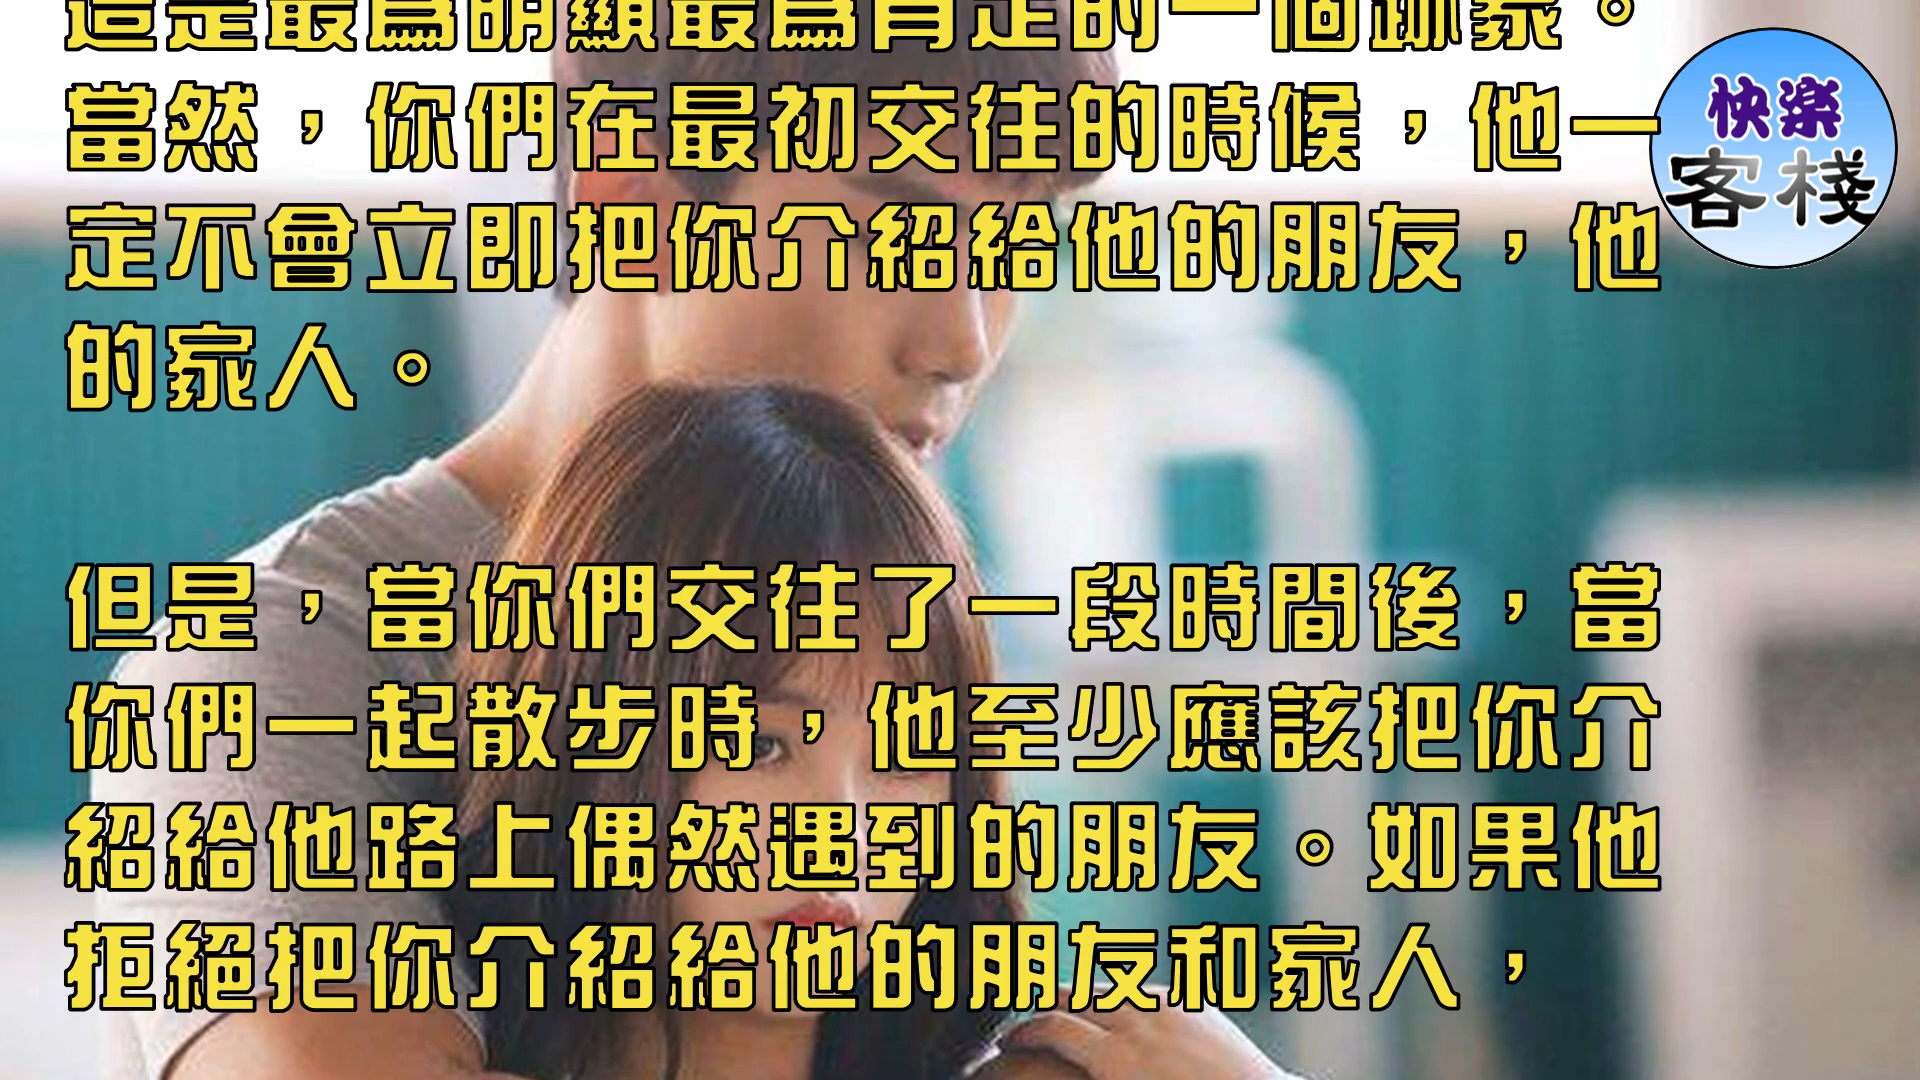 這是最為明顯最為肯定的一個跡象。
當然，你們在最初交往的時候，他一
定不會立即把你介紹給他的朋友，他
的家人。
但是，當你們交往了一段時間後，當
你們一起散步時，他至少應該把你介
紹給他路上偶然遇到的朋友。如果他
拒絕把你介紹給他的朋友和家人，
快樂
客棧